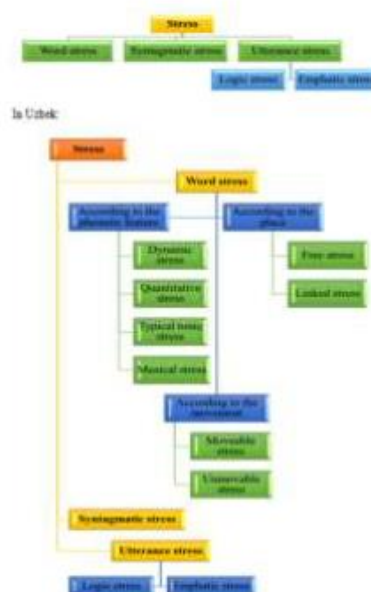 Stress
Word stress
Syntagmatic stress
Utterance stress
Logic stress
Emphatic stress
In Uzbek:
Stress
Word stress
According to the
phonetic feature
According to the
place
Dynamic
stress
Free stress
Quantitative
stress
Linked stress
Typical tonic
stress
Musical stress
According to the
movement
Moveable
stress
Unmovable
stress
Syntagmatic stress
Utterance stress
Logic stress
Emphatic stress